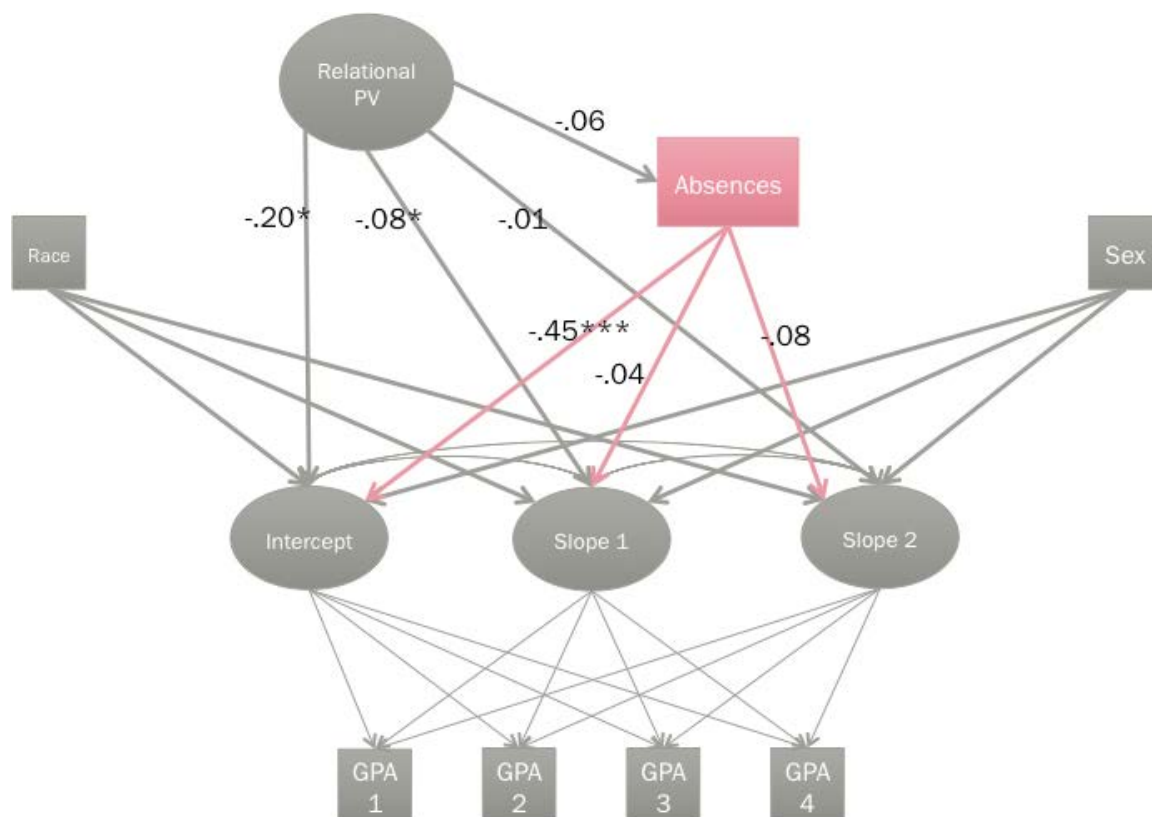 Relational
PV
-.06
Absences
-.20*
-.08*
-.01
Race
Sex
-.45***
-.08
-.04
Intercept
Slope 1
Slope 2
GPA
1
GPA
2
GPA
3
GPA
4